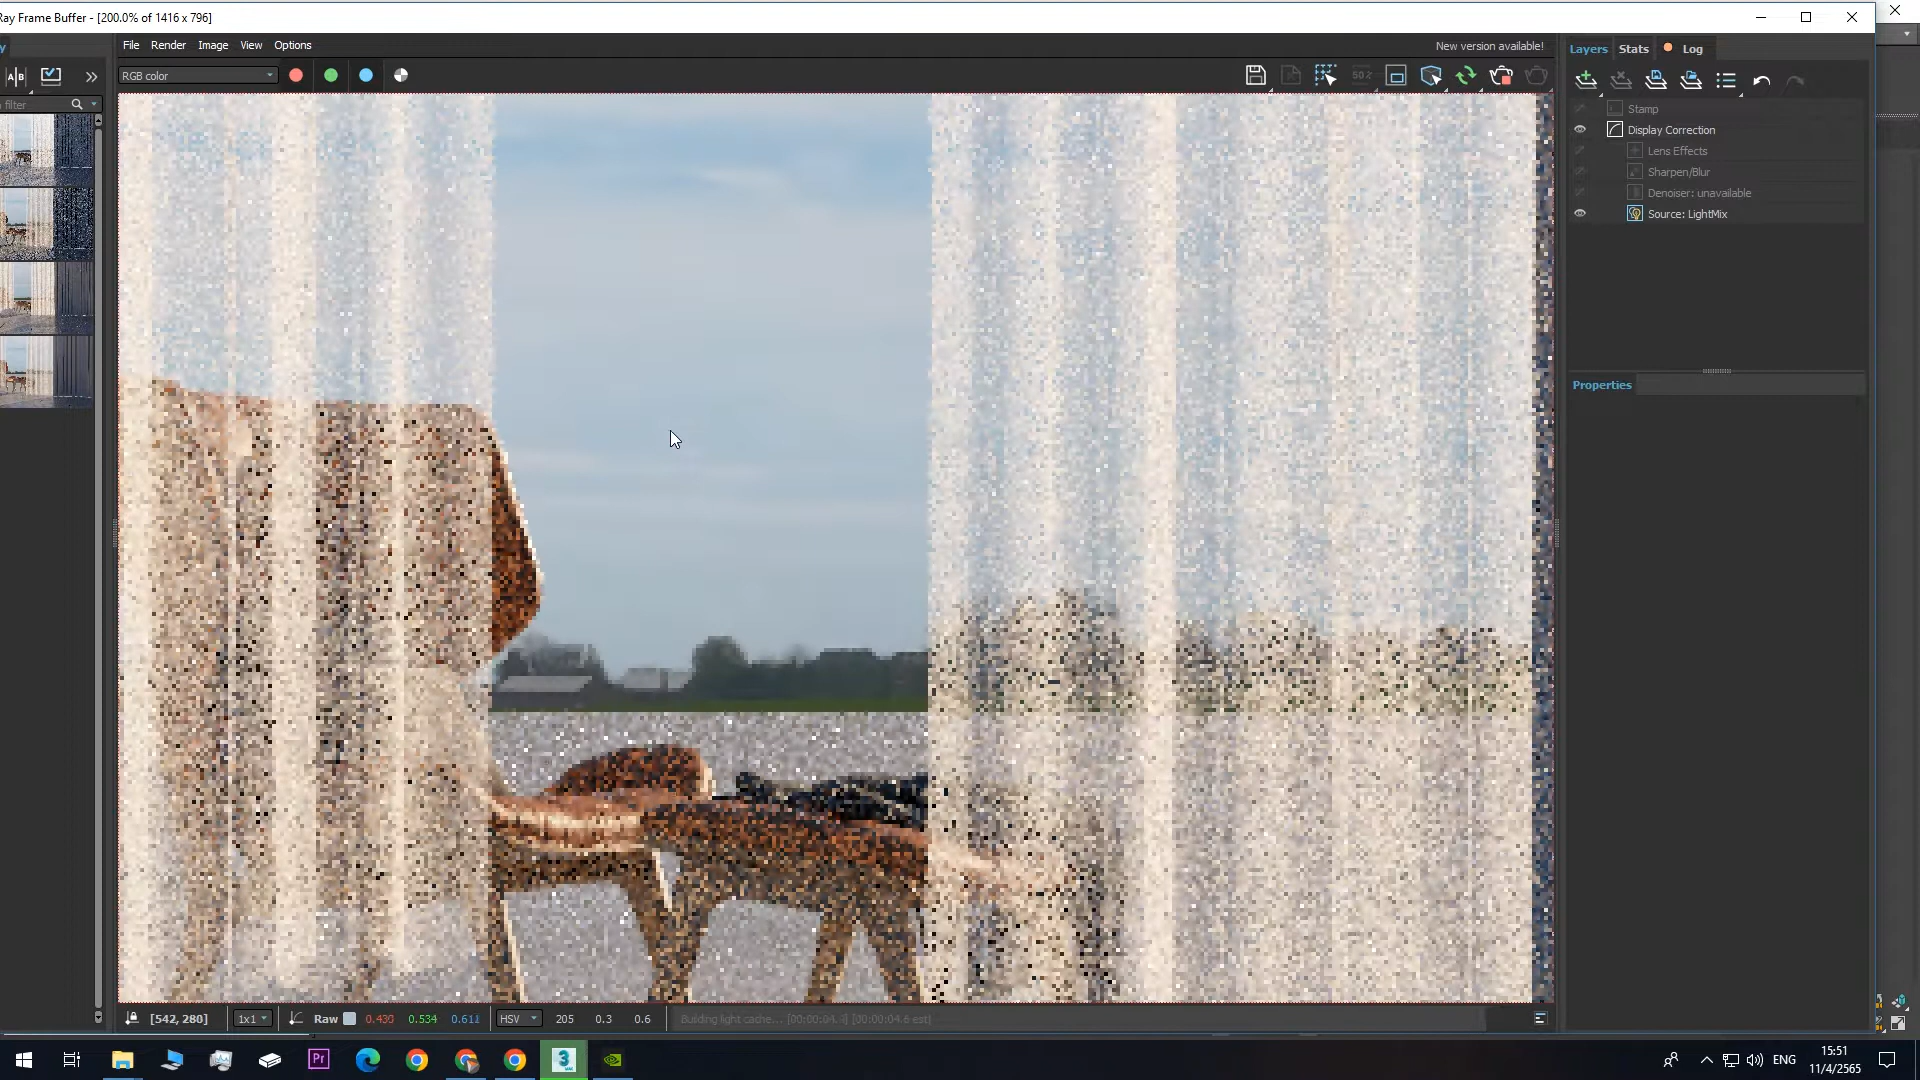 Ray Frame Buffer - [200.0% of 1416 x 796]
File Render Image View Options
New version available!
Layers Stats Log
RGB color
50%
filter
Stamp
Display Correction
Lens Effects
Sharpen/Blur
Denoiser: unavailable
Source: LightMix
Properties
[542, 280] 1x1 Raw 0.430 0.534 0.611 HSV 205 0.3 0.6 Building light cache...
ENG
15:51
11/4/2565